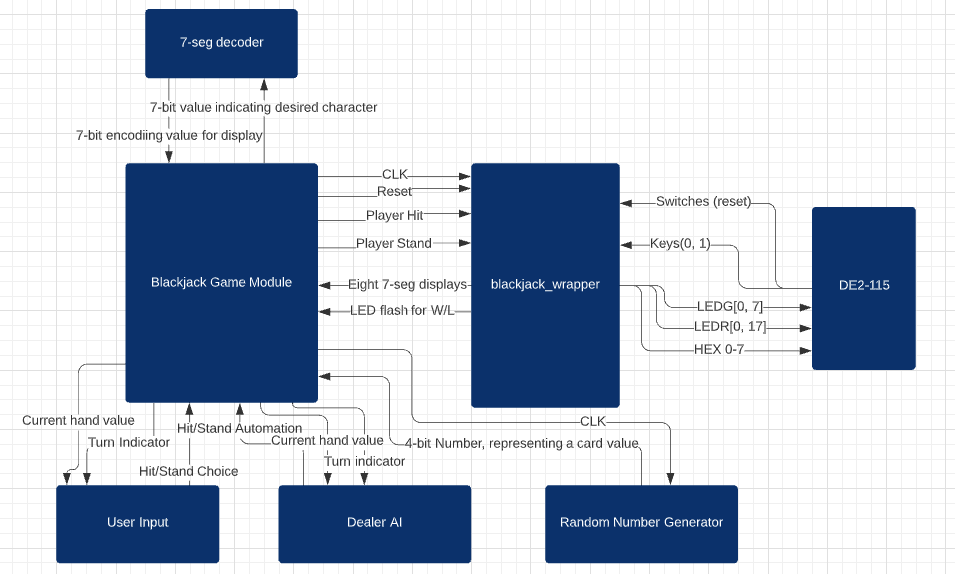 7-seg decoder
7-bit value indicating desired character
7-bit encodiing value for display
CLK
Reset
Player Hit
Player Stand
Blackjack Game Module
Eight 7-seg displays
LED flash for W/L
blackjack_wrapper
Switches (reset)
Keys(0, 1)
DE2-115
LEDG[0, 7]
LEDR[0, 17]
HEX 0-7
Current hand value
Turn Indicator
Hit/Stand Choice
Hit/Stand Automation
Current hand value
Turn indicator
CLK
4-bit Number, representing a card value
User Input
Dealer AI
Random Number Generator